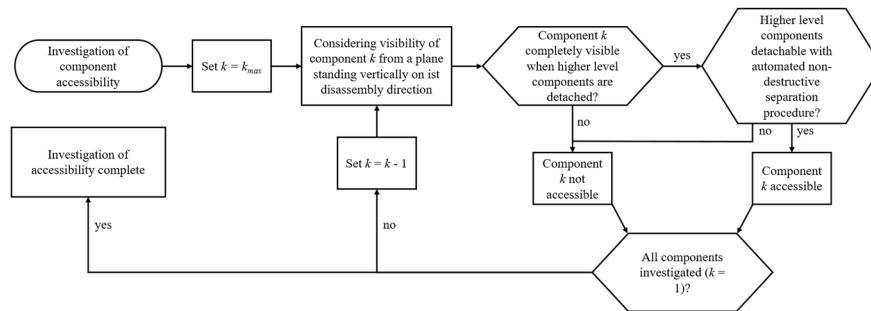 Investigation of
component
accessibility
Set k = kmax
Considering visibility of
component k from a plane
standing vertically on ist
disassembly direction
Component k
completely visible
when higher level
components are
detached?
yes
Higher level
components
detachable with
automated non-
destructive
separation
procedure?
no
no
yes
Investigation of
accessibility complete
Set k = k - 1
Component
k not
accessible
Component
k accessible
yes
no
All components
investigated (k =
1)?